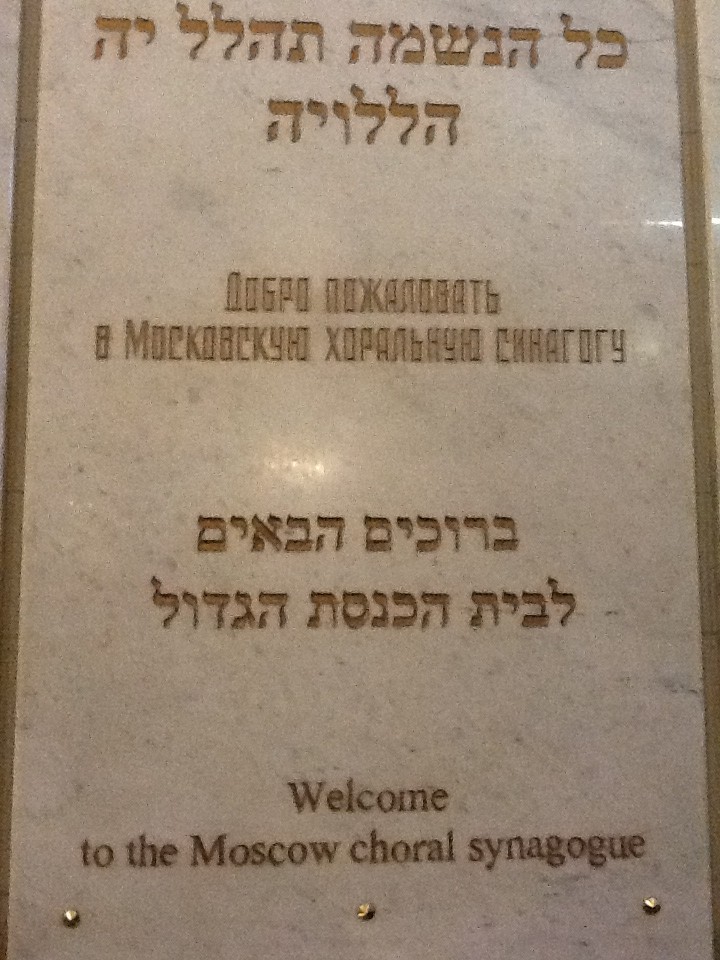 כל הנשמה תהלל יה
הללויה
Добро пожаловать
в Московскую хоральную синагогу
ברוכים הבאים
לבית הכנסת הגדול
Welcome
to the Moscow choral synagogue